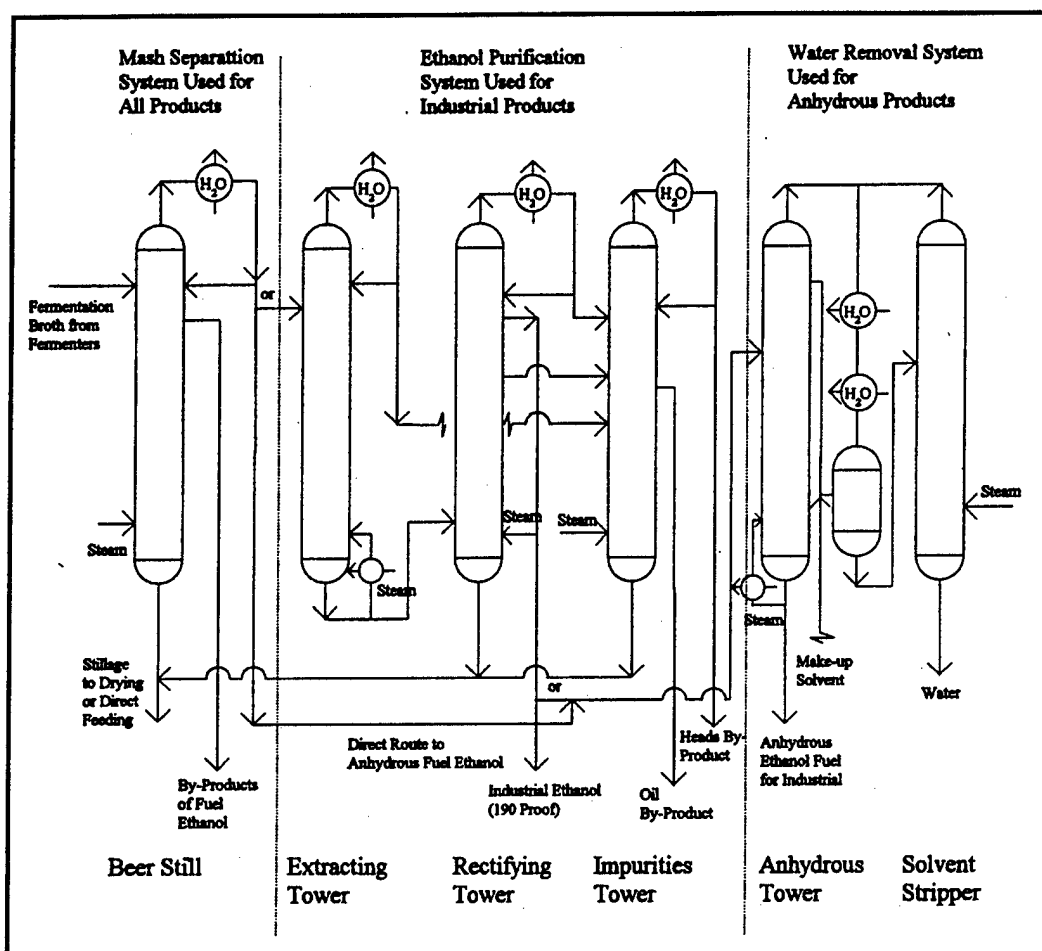 Mash Separattion
System Used for
All Products
Ethanol Purification
System Used for
Industrial Products
Water Removal System
Used for
Anhydrous Products
H2O
H2O
H2O
H2O
Fermentation
Broth from
Fermenters
or
H2O
H2O
Steam
Steam
Steam
Steam
Steam
Steam
Stillage
to Drying
or Direct
Feeding
or
Make-up
Solvent
Water
Direct Route to
Anhydrous Fuel Ethanol
Heads By-
Product
Anhydrous
Ethanol Fuel
for Industrial
By-Products
of Fuel
Ethanol
Industrial Ethanol
(190 Proof)
Oil
By-Product
Beer Still
Extracting
Tower
Rectifying
Tower
Impurities
Tower
Anhydrous
Tower
Solvent
Stripper